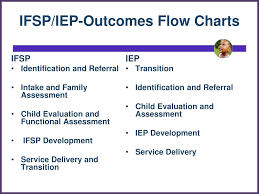 IFSP/IEP-Outcomes Flow Charts
IFSP
• Identification and Referral
• Intake and Family
Assessment
• Child Evaluation and
Functional Assessment
• IFSP Development
• Service Delivery and
Transition
IEP
• Transition
• Identification and Referral
• Child Evaluation and
Assessment
• IEP Development
• Service Delivery